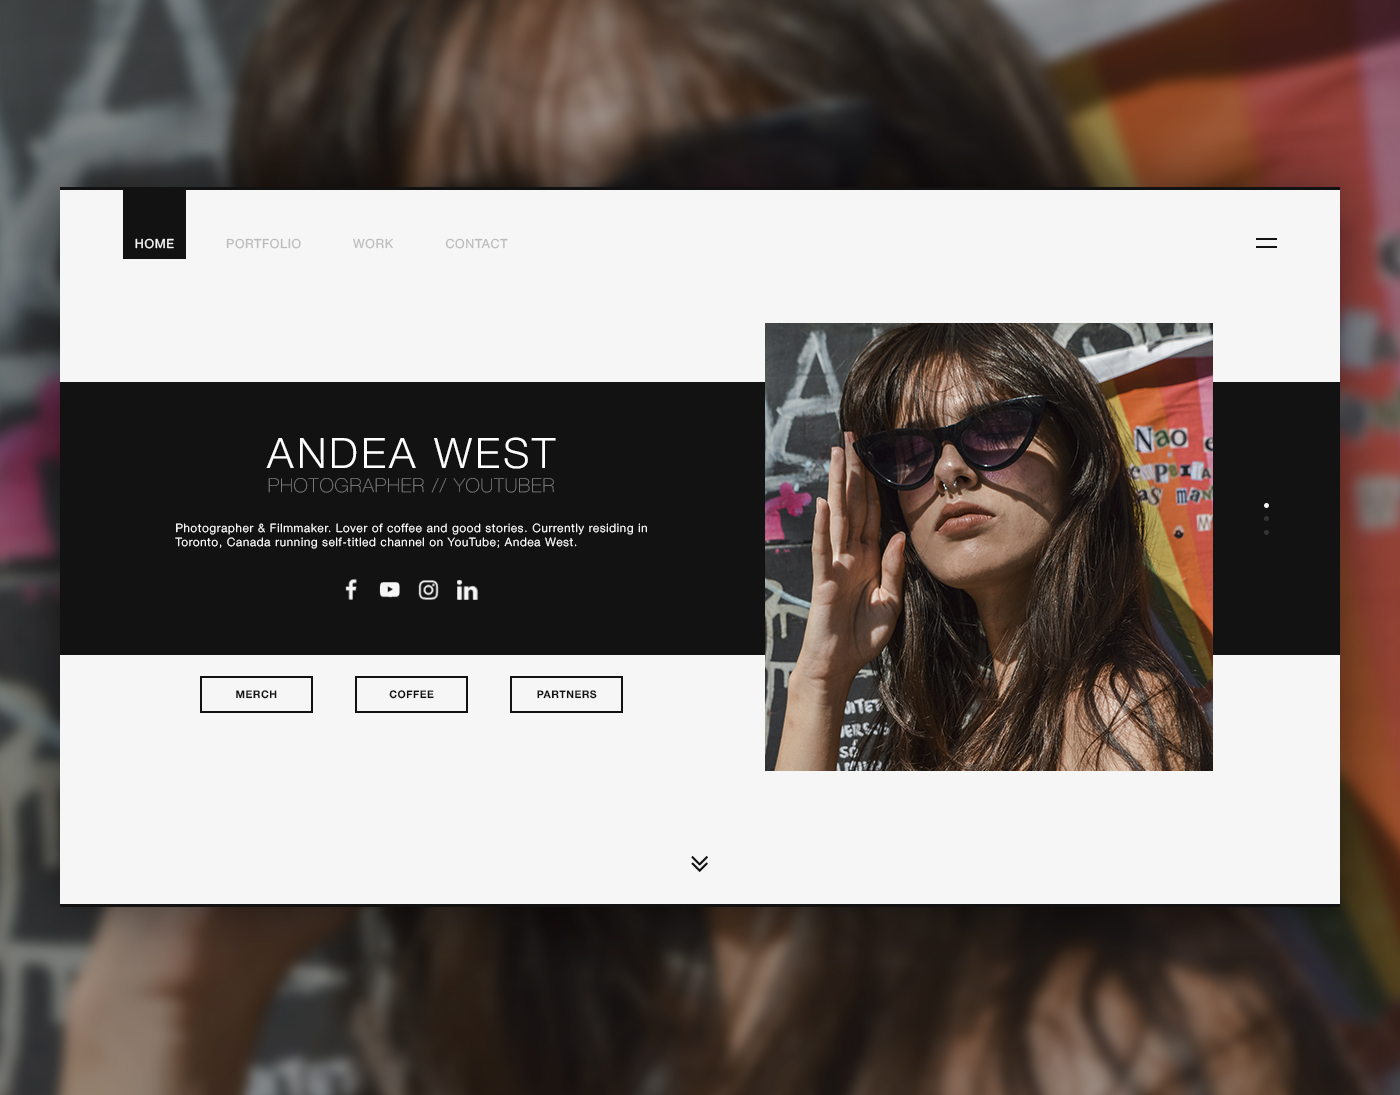 HOME PORTFOLIO WORK CONTACT
ANDEA WEST
PHOTOGRAPHER // YOUTUBER
Photographer & Filmmaker. Lover of coffee and good stories. Currently residing in
Toronto, Canada running self-titled channel on YouTube; Andea West.
MERCH COFFEE PARTNERS
Nao